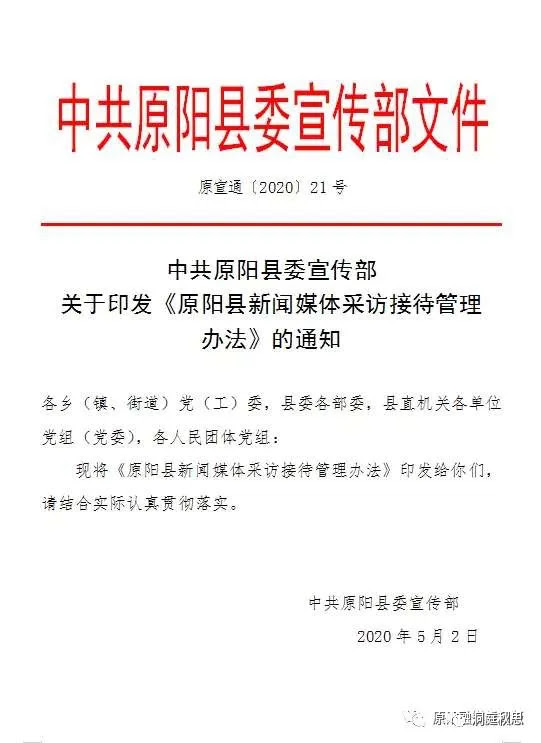 中共原阳县委宣传部文件
原宣通〔2020〕21号
中共原阳县委宣传部
关于印发《原阳县新闻媒体采访接待管理
办法》的通知
各乡（镇、街道）党（工）委，县委各部委，县直机关各单位
党组（党委），各人民团体党组：
现将《原阳县新闻媒体采访接待管理办法》印发给你们，
请结合实际认真贯彻落实。
中共原阳县委宣传部
2020年5月2日